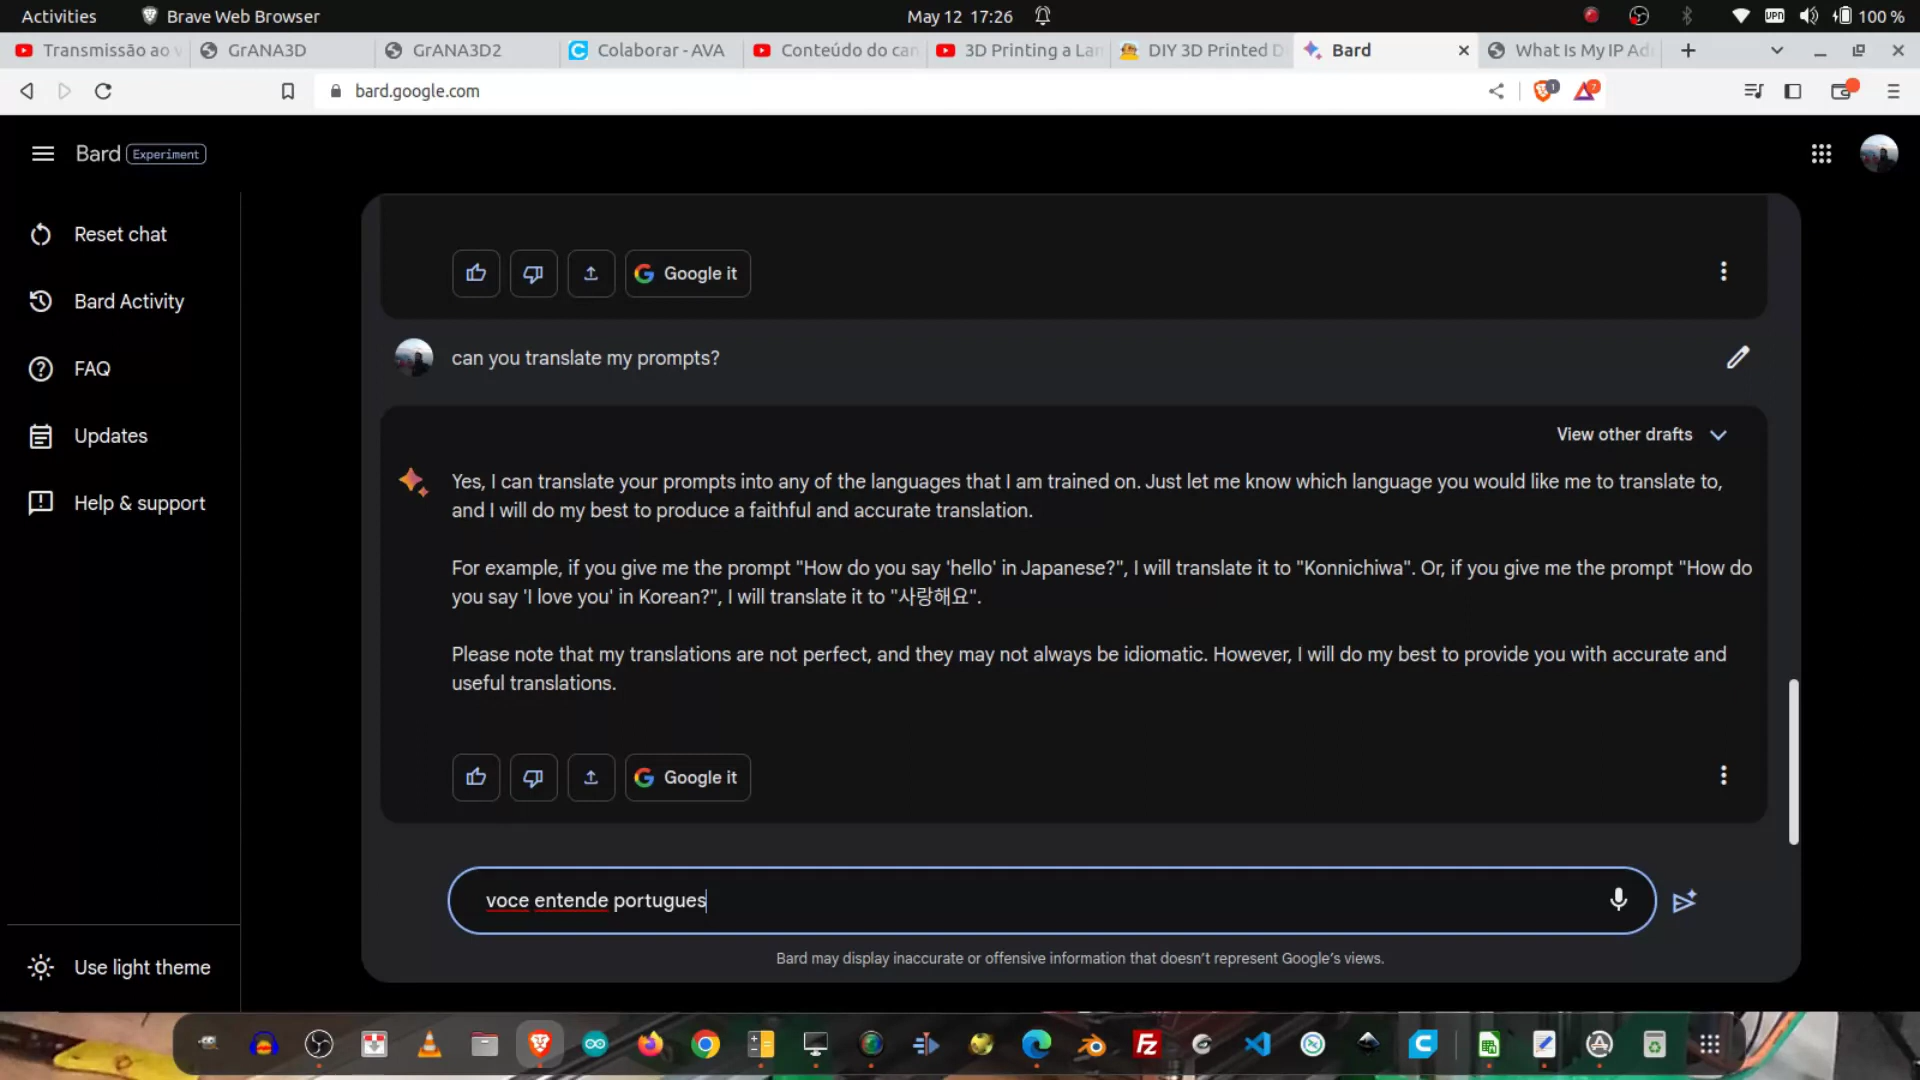 Activities Brave Web Browser May 12 17:26 VPN 100 %
Transmissão ao v GrANA3D GrANA3D2 Colaborar - AVA Conteúdo do can 3D Printing a Lan DIY 3D Printed D Bard What Is My IP Ad
bard.google.com 1 7
Bard Experiment
Reset chat
Google it
Bard Activity
can you translate my prompts?
FAQ
Updates
View other drafts
Yes, I can translate your prompts into any of the languages that I am trained on. Just let me know which language you would like me to translate to,
and I will do my best to produce a faithful and accurate translation.
Help & support
For example, if you give me the prompt "How do you say 'hello' in Japanese?", I will translate it to "Konnichiwa". Or, if you give me the prompt "How do
you say 'I love you' in Korean?", I will translate it to "사랑해요".
Please note that my translations are not perfect, and they may not always be idiomatic. However, I will do my best to provide you with accurate and
useful translations.
Google it
voce entende portugues
Bard may display inaccurate or offensive information that doesn't represent Google's views.
Use light theme